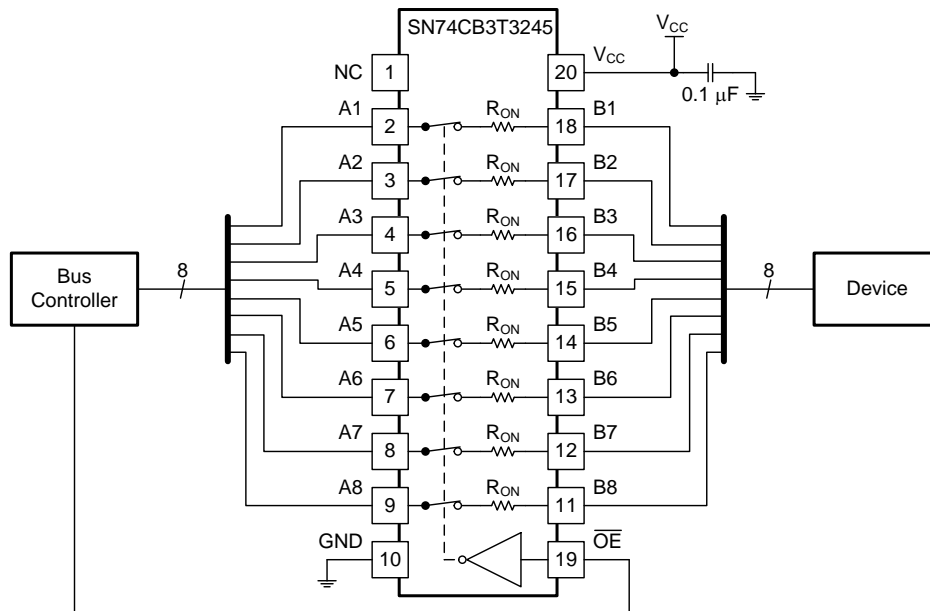 SN74CB3T3245
NC 1 20 VCC VCC
0.1 μF
A1 2 RON 18 B1
A2 3 RON 17 B2
A3 4 RON 16 B3
A4 5 RON 15 B4
A5 6 RON 14 B5
A6 7 RON 13 B6
A7 8 RON 12 B7
A8 9 RON 11 B8
GND 10 19 O̅E̅
Bus
Controller
8
8
Device